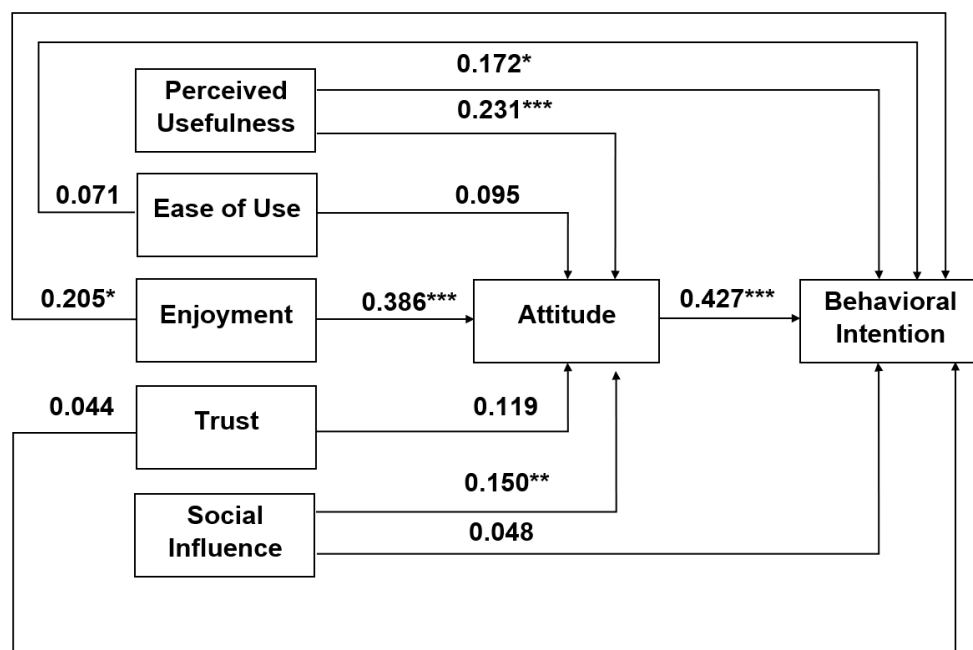 0.172*
Perceived
Usefulness
0.231***
0.071
Ease of Use
0.095
0.205*
Enjoyment
0.386***
Attitude
0.427***
Behavioral
Intention
0.044
Trust
0.119
0.150**
Social
Influence
0.048